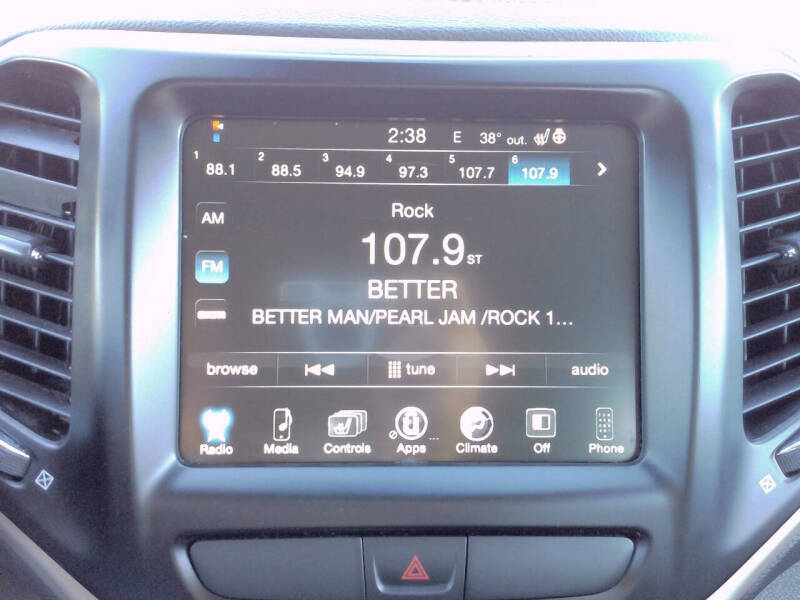 2:38 E 38° out.
1 88.1 2 88.5 3 94.9 4 97.3 5 107.7 6 107.9
AM
Rock
107.9 ST
FM
BETTER
BETTER MAN/PEARL JAM /ROCK 1...
browse tune audio
Radio Media Controls Apps ... Climate Off Phone